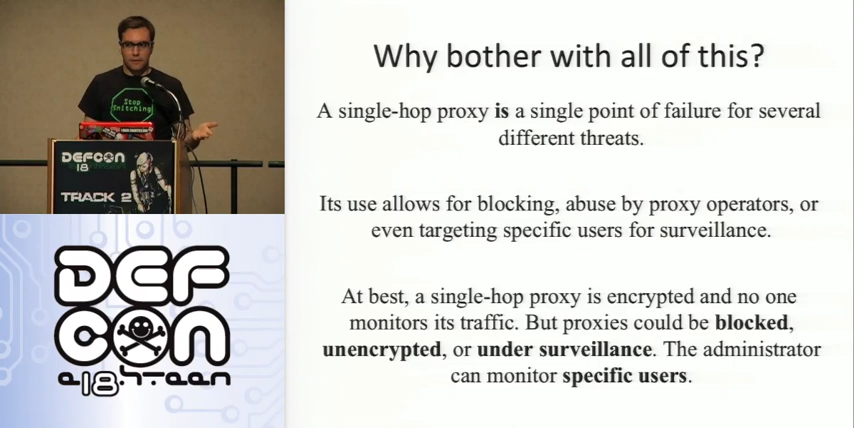 Why bother with all of this?
A single-hop proxy is a single point of failure for several
different threats.
Its use allows for blocking, abuse by proxy operators, or
even targeting specific users for surveillance.
At best, a single-hop proxy is encrypted and no one
monitors its traffic. But proxies could be blocked,
unencrypted, or under surveillance. The administrator
can monitor specific users.
Stop
Snitching
DEFCON
18
TRACK 2
DEF
CON